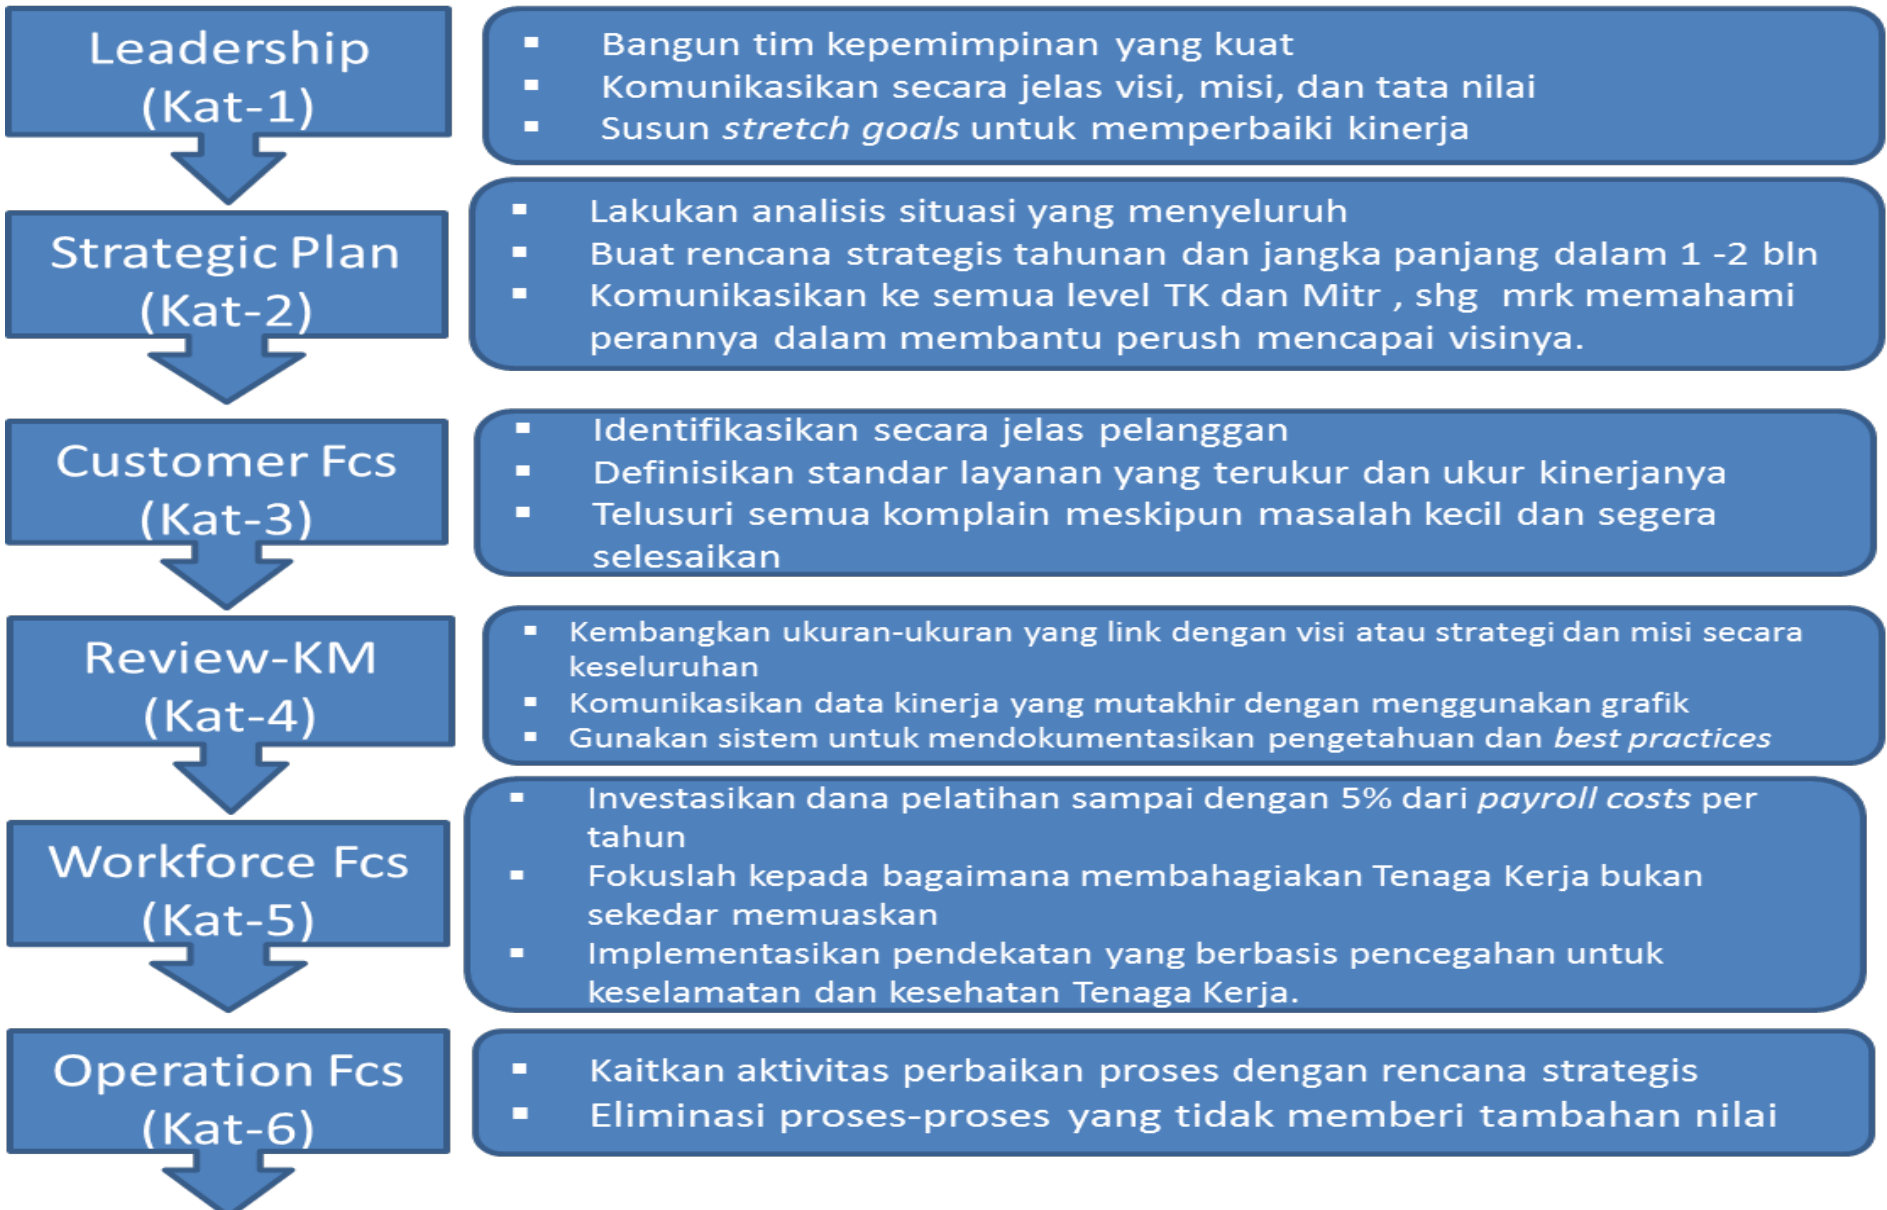 Leadership
(Kat-1)
▪ Bangun tim kepemimpinan yang kuat
▪ Komunikasikan secara jelas visi, misi, dan tata nilai
▪ Susun stretch goals untuk memperbaiki kinerja
Strategic Plan
(Kat-2)
▪ Lakukan analisis situasi yang menyeluruh
▪ Buat rencana strategis tahunan dan jangka panjang dalam 1 -2 bln
▪ Komunikasikan ke semua level TK dan Mitr , shg mrk memahami
perannya dalam membantu perush mencapai visinya.
Customer Fcs
(Kat-3)
▪ Identifikasikan secara jelas pelanggan
▪ Definisikan standar layanan yang terukur dan ukur kinerjanya
▪ Telusuri semua komplain meskipun masalah kecil dan segera
selesaikan
Review-KM
(Kat-4)
▪ Kembangkan ukuran-ukuran yang link dengan visi atau strategi dan misi secara
keseluruhan
▪ Komunikasikan data kinerja yang mutakhir dengan menggunakan grafik
▪ Gunakan sistem untuk mendokumentasikan pengetahuan dan best practices
Workforce Fcs
(Kat-5)
▪ Investasikan dana pelatihan sampai dengan 5% dari payroll costs per
tahun
▪ Fokuslah kepada bagaimana membahagiakan Tenaga Kerja bukan
sekedar memuaskan
▪ Implementasikan pendekatan yang berbasis pencegahan untuk
keselamatan dan kesehatan Tenaga Kerja.
Operation Fcs
(Kat-6)
▪ Kaitkan aktivitas perbaikan proses dengan rencana strategis
▪ Eliminasi proses-proses yang tidak memberi tambahan nilai